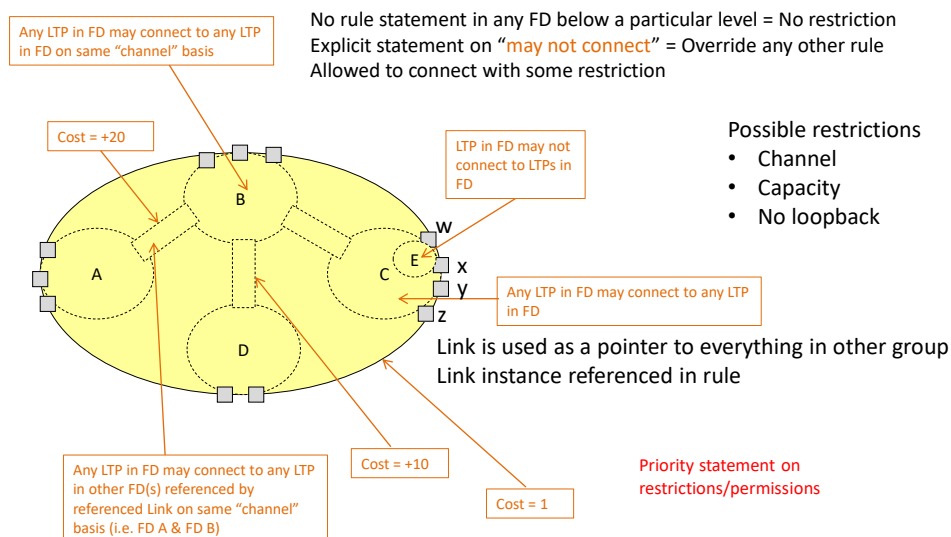 Any LTP in FD may connect to any LTP
in FD on same “channel” basis
No rule statement in any FD below a particular level = No restriction
Explicit statement on “may not connect” = Override any other rule
Allowed to connect with some restriction
Cost = +20
LTP in FD may not
connect to LTPs in
FD
Possible restrictions
• Channel
• Capacity
• No loopback
B
w
E
x
A
C
y
Any LTP in FD may connect to any LTP
in FD
z
D
Link is used as a pointer to everything in other group
Link instance referenced in rule
Any LTP in FD may connect to any LTP
in other FD(s) referenced by
referenced Link on same “channel”
basis (i.e. FD A & FD B)
Cost = +10
Cost = 1
Priority statement on
restrictions/permissions